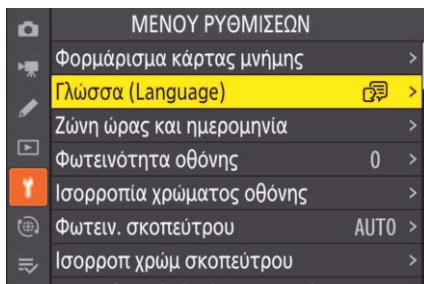 ΜΕΝΟΥ ΡΥΘΜΙΣΕΩΝ
Φορμάρισμα κάρτας μνήμης
Γλώσσα (Language)
Ζώνη ώρας και ημερομηνία
Φωτεινότητα οθόνης 0
Ισορροπία χρώματος οθόνης
Φωτειν. σκοπεύτρου AUTO
Ισορροπ χρώμ σκοπεύτρου